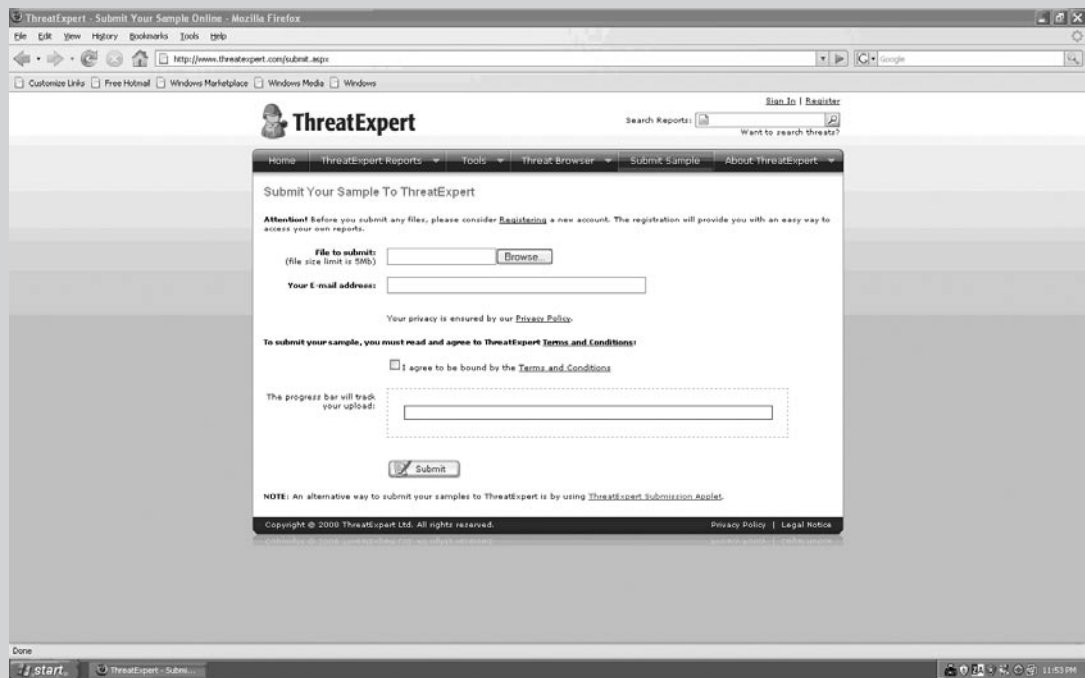 ThreatExpert - Submit Your Sample Online - Mozilla Firefox
File Edit View History Bookmarks Tools Help
http://www.threatexpert.com/submit.aspx
Google
Customize Links Free Hotmail Windows Marketplace Windows Media Windows
Sign In | Register
ThreatExpert
Search Reports:
Want to search threats?
Home ThreatExpert Reports Tools Threat Browser Submit Sample About ThreatExpert
Submit Your Sample To ThreatExpert
Attention! Before you submit any files, please consider Registering a new account. The registration will provide you with an easy way to
access your own reports.
File to submit:
(file size limit is 5Mb)
Browse...
Your E-mail address:
Your privacy is ensured by our Privacy Policy.
To submit your sample, you must read and agree to ThreatExpert Terms and Conditions:
I agree to be bound by the Terms and Conditions
The progress bar will track
your upload:
Submit
NOTE: An alternative way to submit your samples to ThreatExpert is by using ThreatExpert Submission Applet.
Copyright © 2008 ThreatExpert Ltd. All rights reserved.
Privacy Policy | Legal Notice
Done
start
ThreatExpert - Submi...
11:53 PM